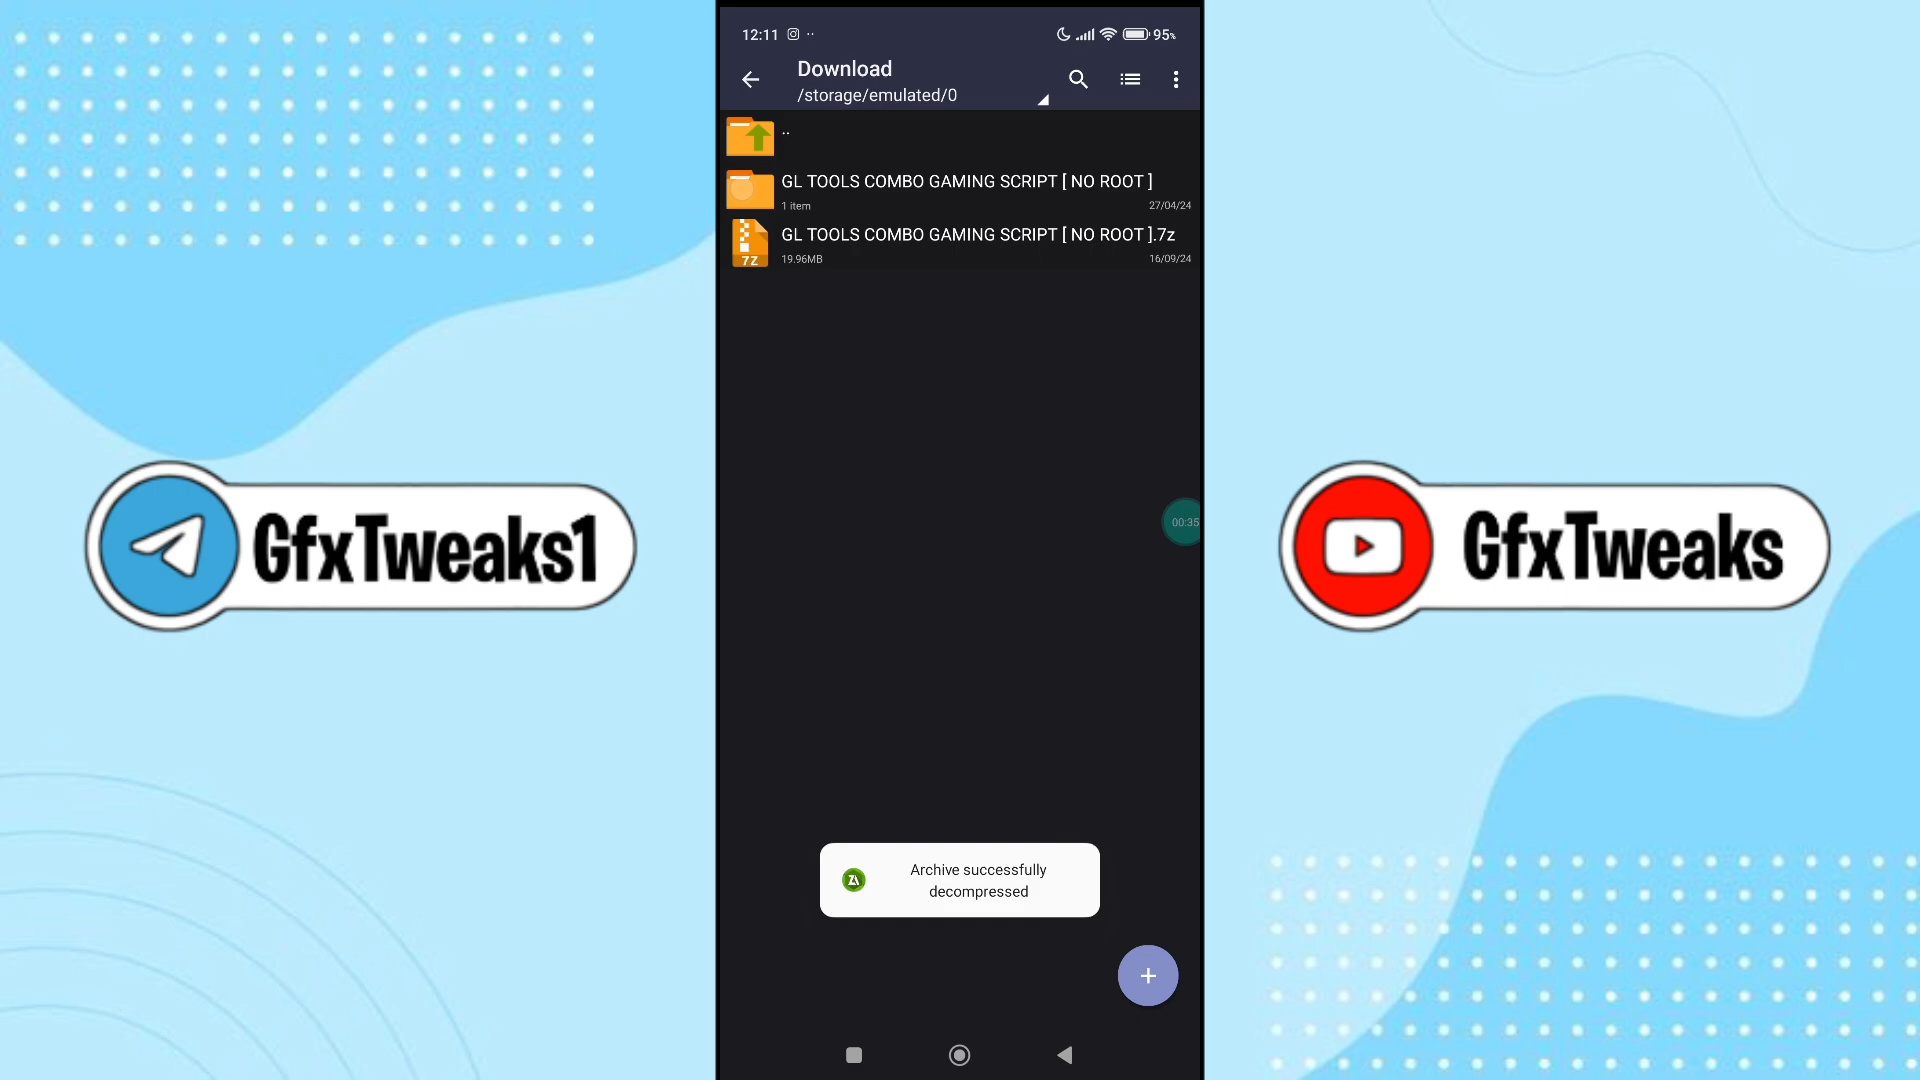 12:11
95%
Download
/storage/emulated/0
..
GL TOOLS COMBO GAMING SCRIPT [ NO ROOT ]
1 item
27/04/24
GL TOOLS COMBO GAMING SCRIPT [ NO ROOT ].7z
7Z
19.96MB
16/09/24
00:35
GfxTweaks1
GfxTweaks
ZA
Archive successfully
decompressed
+